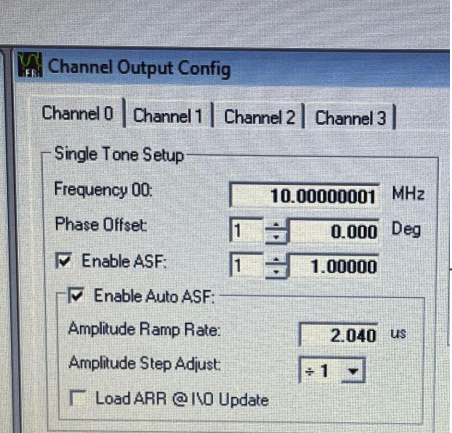 Channel Output Config
Channel 0 Channel 1 Channel 2 Channel 3
Single Tone Setup
Frequency 00: 10.00000001 MHz
Phase Offset: 1 0.000 Deg
Enable ASF: 1 1.00000
Enable Auto ASF:
Amplitude Ramp Rate: 2.040 us
Amplitude Step Adjust: ÷ 1
Load ARR @ I\O Update